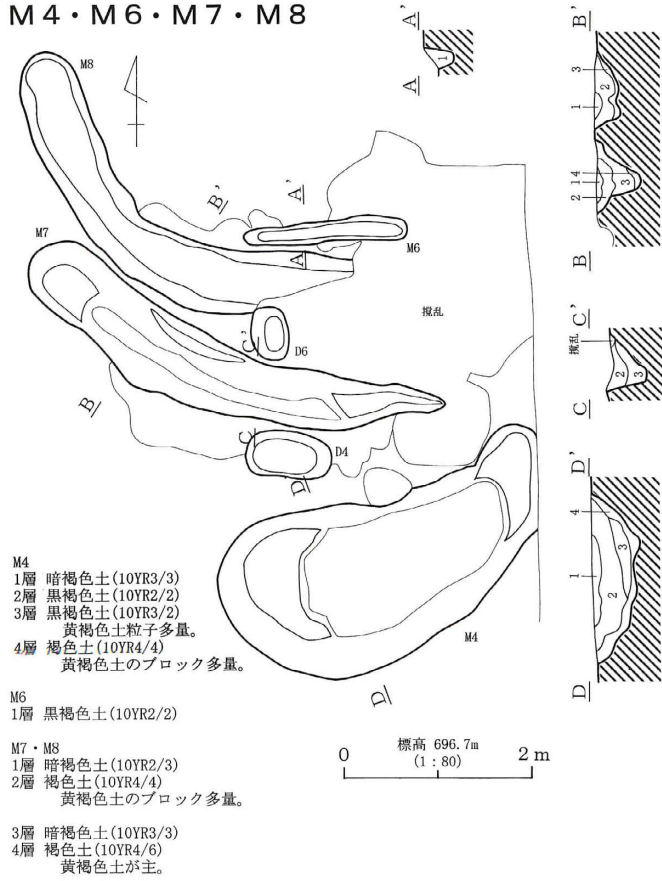 M4・M6・M7・M8
A'
A
1
B'
3
2
1
1 4
3
2
B
C'
攪乱
2
3
C
D'
4
3
1
2
D
M8
B'
A'
M7
M6
A
攪乱
C'
D6
B
C
D4
D'
M4
D
M4
1層 暗褐色土(10YR3/3)
2層 黒褐色土(10YR2/2)
3層 黒褐色土(10YR3/2)
黄褐色土粒子多量。
4層 褐色土(10YR4/4)
黄褐色土のブロック多量。
M6
1層 黒褐色土(10YR2/2)
M7・M8
1層 暗褐色土(10YR2/3)
2層 褐色土(10YR4/4)
黄褐色土のブロック多量。
3層 暗褐色土(10YR3/3)
4層 褐色土(10YR4/6)
黄褐色土が主。
0 標高 696.7m 2m
(1:80)